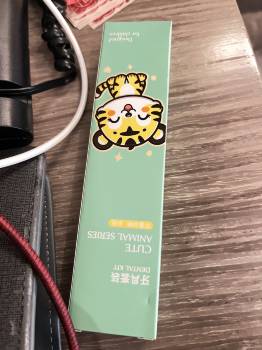 Designed
for children
牙具套装
DENTAL KIT
CUTE
ANIMAL SERIES